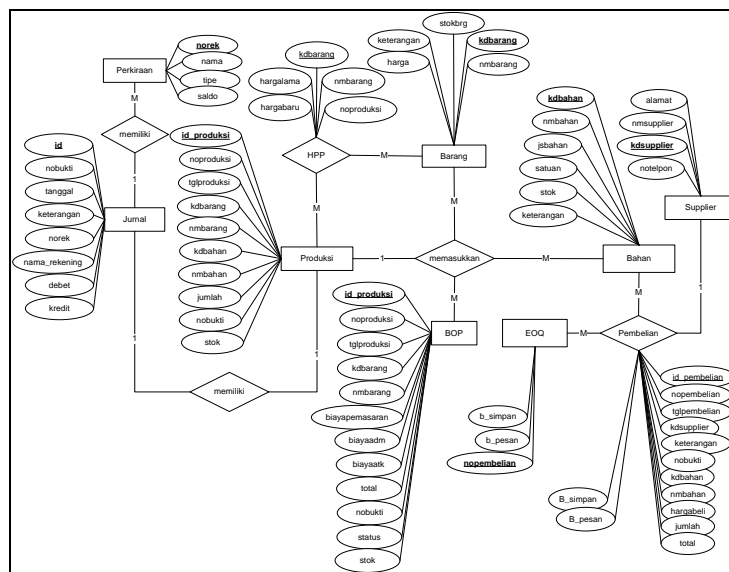 norek
nama
tipe
saldo
Perkiraan
M
memiliki
1
id
nobukti
tanggal
keterangan
norek
nama_rekening
debet
kredit
Jurnal
1
memiliki
1
kdbarang
hargalama
nmbarang
hargabaru
noproduksi
HPP
M
M
stokbrg
keterangan
kdbarang
harga
nmbarang
Barang
M
id_produksi
noproduksi
tglproduksi
kdbarang
nmbarang
kdbahan
nmbahan
jumlah
nobukti
stok
Produksi
1
memasukkan
M
M
kdbahan
nmbahan
jsbahan
satuan
stok
keterangan
Bahan
M
alamat
nmsupplier
kdsupplier
notelpon
Supplier
1
id_produksi
noproduksi
tglproduksi
kdbarang
nmbarang
biayapemasaran
biayaadm
biayaatk
total
nobukti
status
stok
BOP
EOQ
M
Pembelian
b_simpan
b_pesan
nopembelian
id_pembelian
nopembelian
tglpembelian
kdsupplier
keterangan
nobukti
kdbahan
nmbahan
hargabeli
jumlah
total
B_simpan
B_pesan